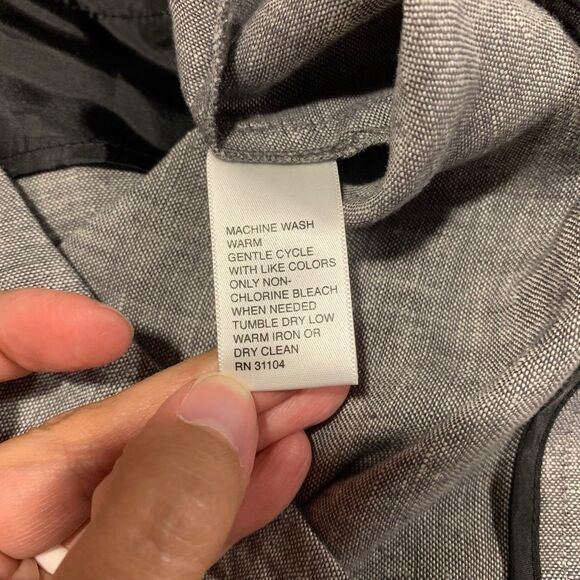 MACHINE WASH
WARM
GENTLE CYCLE
WITH LIKE COLORS
ONLY NON-
CHLORINE BLEACH
WHEN NEEDED
TUMBLE DRY LOW
WARM IRON OR
DRY CLEAN
RN 31104